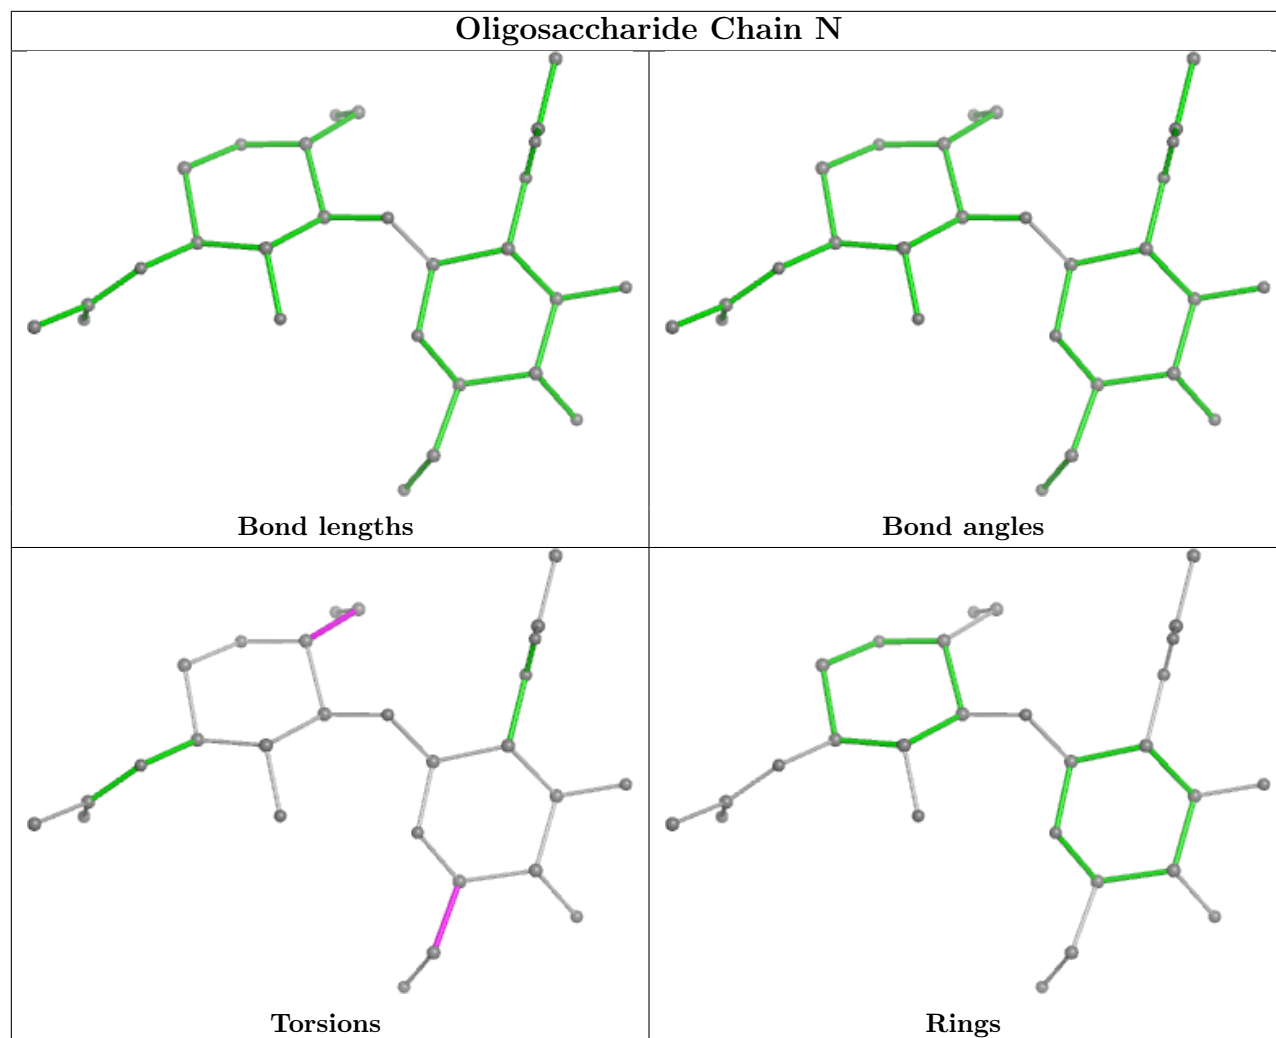 Oligosaccharide Chain N
Bond lengths
Bond angles
Torsions
Rings